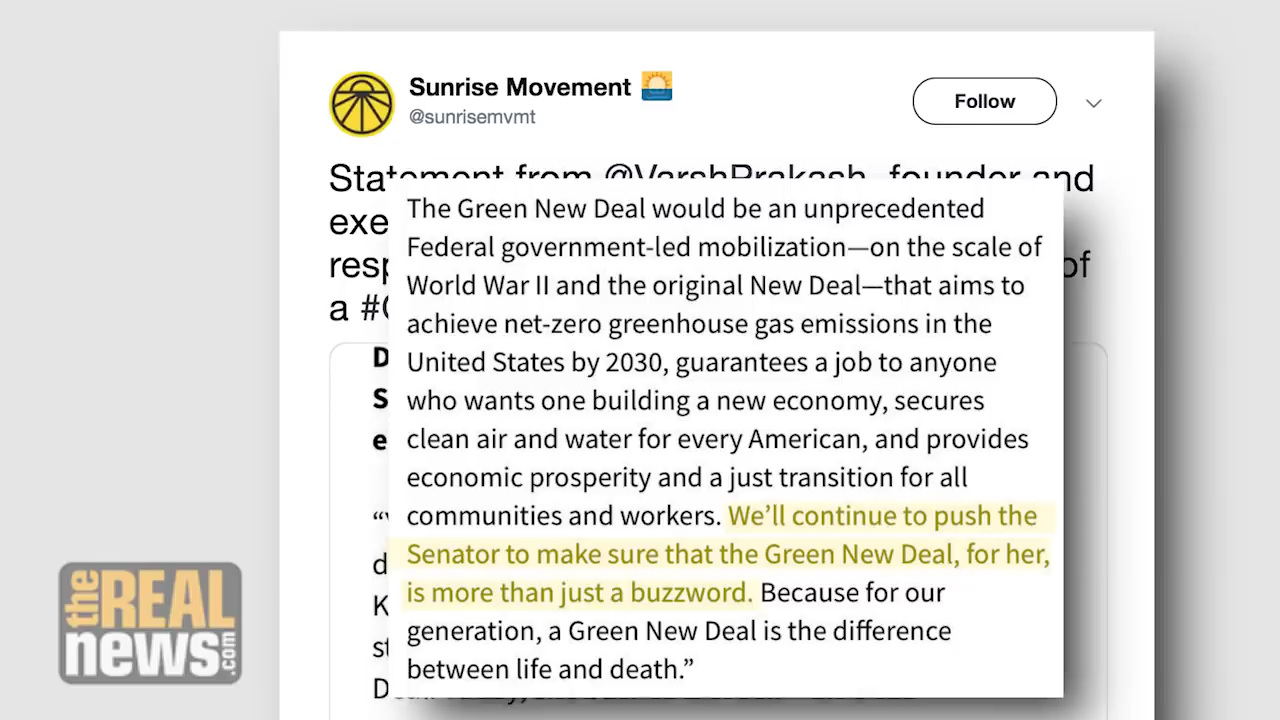 Sunrise Movement
@sunrisemvmt
Follow
Statement from @VarshPrakash, founder and
The Green New Deal would be an unprecedented
Federal government-led mobilization—on the scale of
World War II and the original New Deal—that aims to
achieve net-zero greenhouse gas emissions in the
United States by 2030, guarantees a job to anyone
who wants one building a new economy, secures
clean air and water for every American, and provides
economic prosperity and a just transition for all
communities and workers. We’ll continue to push the
Senator to make sure that the Green New Deal, for her,
is more than just a buzzword. Because for our
generation, a Green New Deal is the difference
between life and death.”
of
a
the REAL
news.com